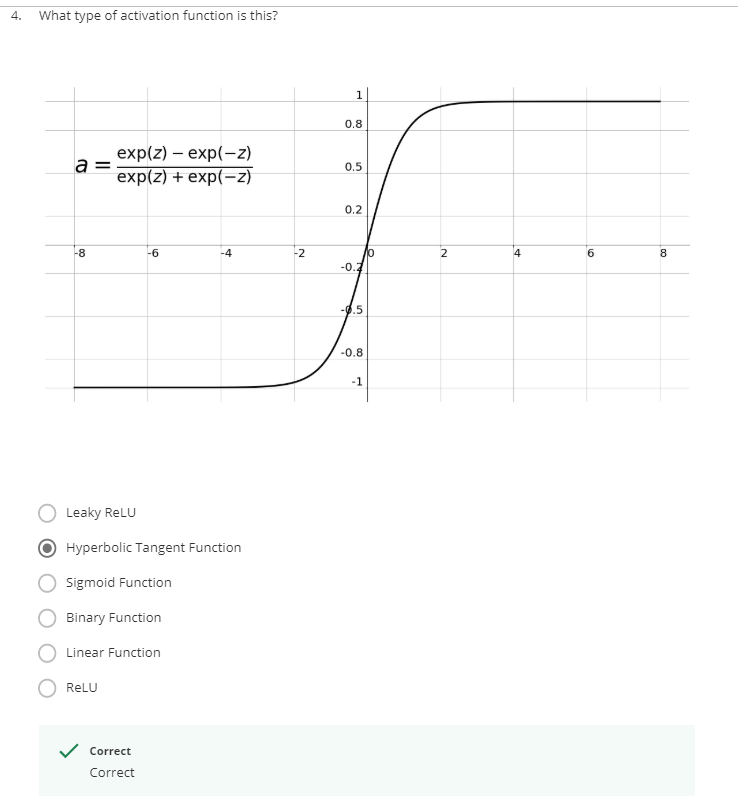 4. What type of activation function is this?
1
0.8
a = exp(z) − exp(−z)
exp(z) + exp(−z)
0.5
0.2
-8 -6 -4 -2 0 2 4 6 8
-0.2
-0.5
-0.8
-1
Leaky ReLU
Hyperbolic Tangent Function
Sigmoid Function
Binary Function
Linear Function
ReLU
Correct
Correct